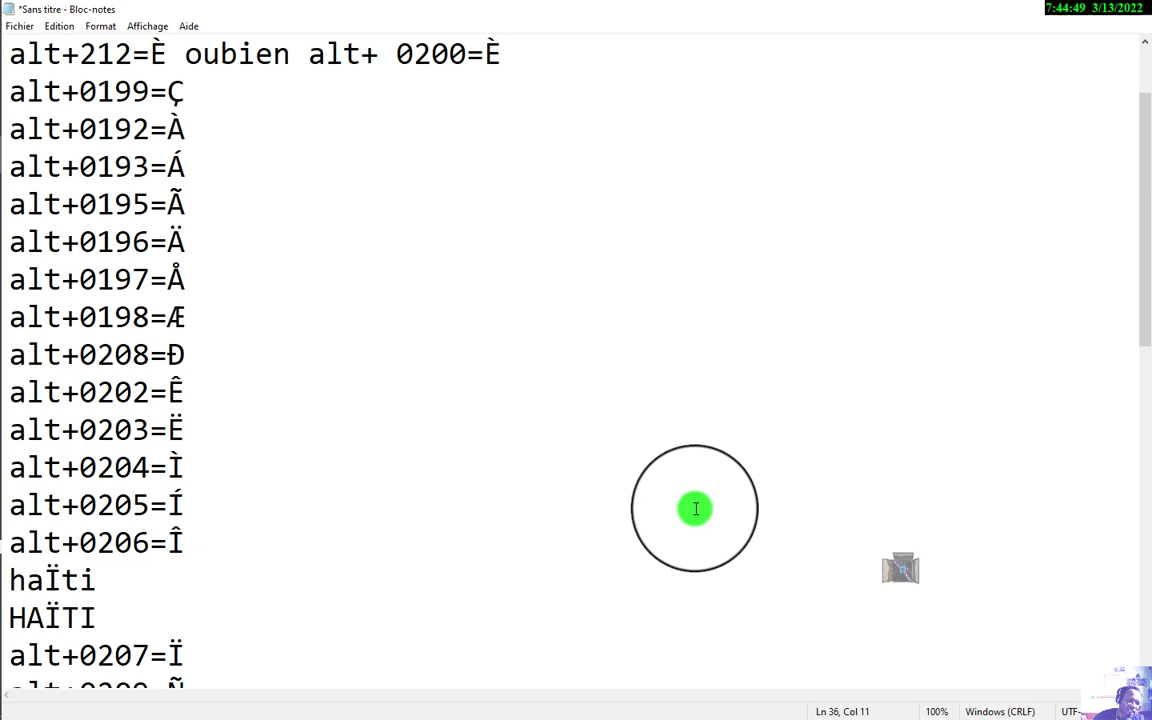 *Sans titre - Bloc-notes
7:44:49 3/13/2022
Fichier Edition Format Affichage Aide
alt+212=È oubien alt+ 0200=È
alt+0199=Ç
alt+0192=À
alt+0193=Á
alt+0195=Ã
alt+0196=Ä
alt+0197=Å
alt+0198=Æ
alt+0208=Ð
alt+0202=Ê
alt+0203=Ë
alt+0204=Ì
alt+0205=Í
alt+0206=Î
haÏti
HAÏTI
alt+0207=Ï
Ln 36, Col 11 100% Windows (CRLF) UTF-